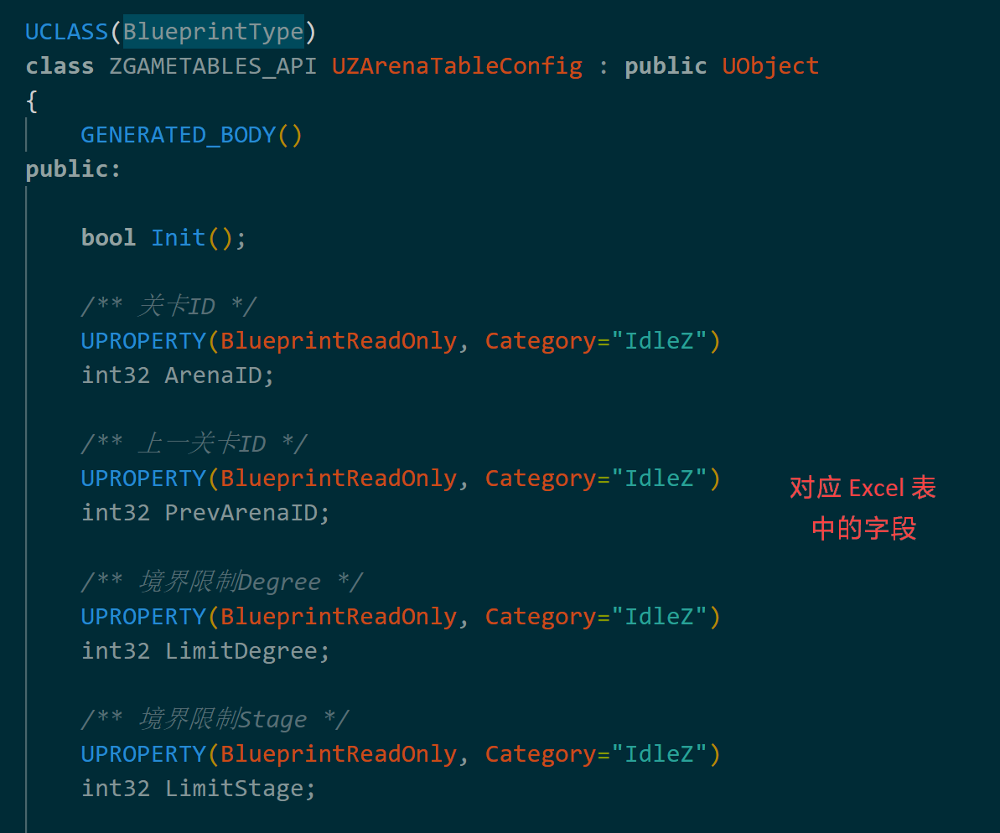 UCLASS(BlueprintType)
class ZGAMETABLES_API UZArenaTableConfig : public UObject
{
GENERATED_BODY()
public:
bool Init();
/** 关卡ID */
UPROPERTY(BlueprintReadOnly, Category="IdleZ")
int32 ArenaID;
/** 上一关卡ID */
UPROPERTY(BlueprintReadOnly, Category="IdleZ")
int32 PrevArenaID;
对应 Excel 表
中的字段
/** 境界限制Degree */
UPROPERTY(BlueprintReadOnly, Category="IdleZ")
int32 LimitDegree;
/** 境界限制Stage */
UPROPERTY(BlueprintReadOnly, Category="IdleZ")
int32 LimitStage;